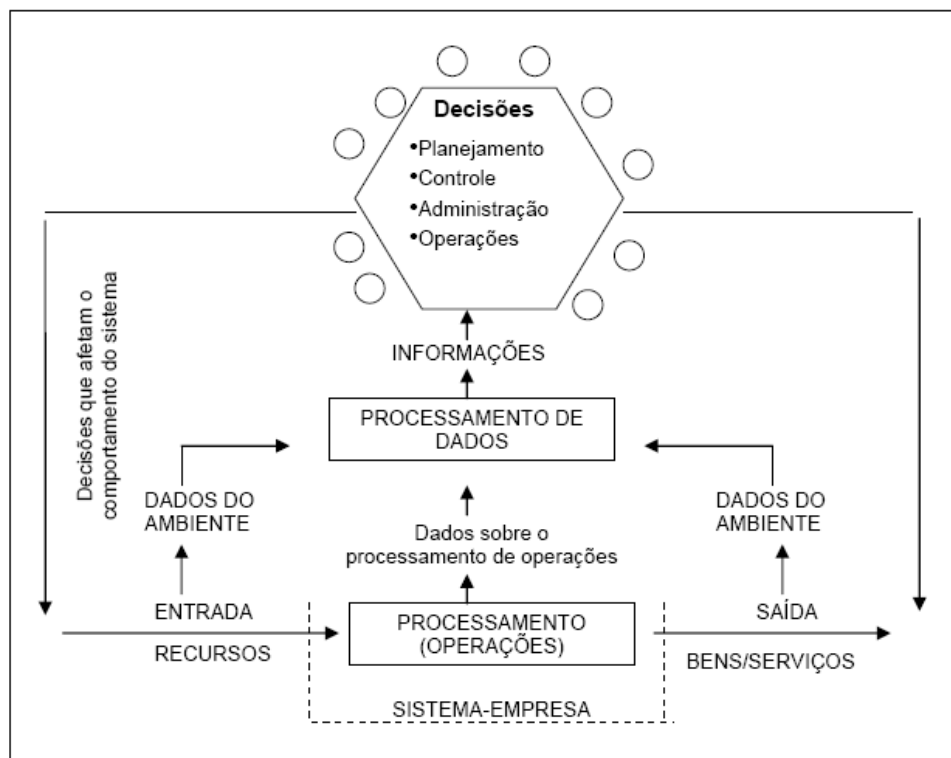 Decisões
•Planejamento
•Controle
•Administração
•Operações
Decisões que afetam o
comportamento do sistema
INFORMAÇÕES
PROCESSAMENTO DE
DADOS
DADOS DO
AMBIENTE
Dados sobre o
processamento de operações
DADOS DO
AMBIENTE
ENTRADA
RECURSOS
PROCESSAMENTO
(OPERAÇÕES)
SAÍDA
BENS/SERVIÇOS
SISTEMA-EMPRESA